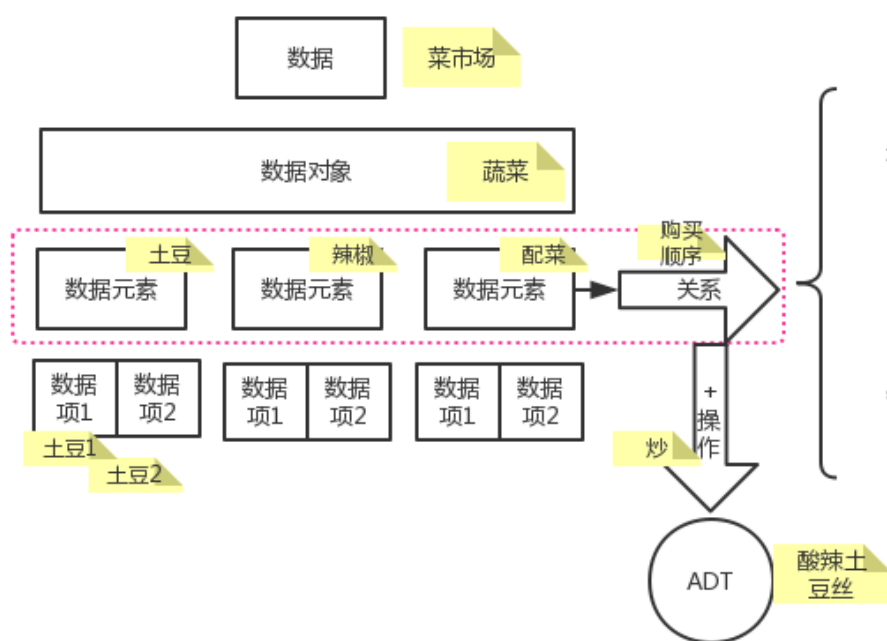 数据
菜市场
数据对象
蔬菜
土豆
数据元素
辣椒
数据元素
配菜
数据元素
购买
顺序
关系
数据
项1
数据
项2
数据
项1
数据
项2
数据
项1
数据
项2
土豆1
土豆2
+
操
作
炒
ADT
酸辣土
豆丝